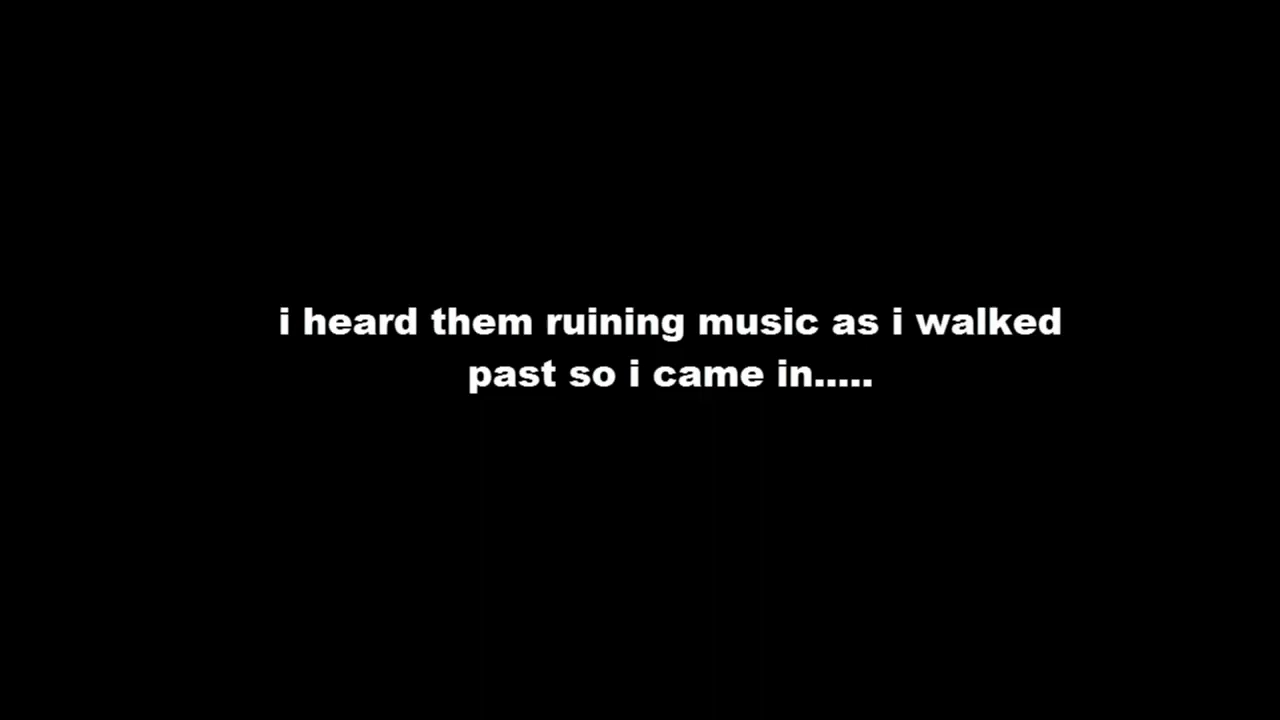 i heard them ruining music as i walked
past so i came in.....